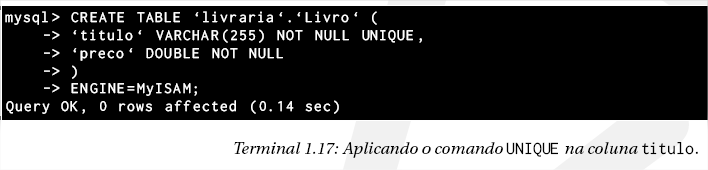 mysql> CREATE TABLE ‘livraria‘.‘Livro‘ (
-> ‘titulo‘ VARCHAR(255) NOT NULL UNIQUE,
-> ‘preco‘ DOUBLE NOT NULL
-> )
-> ENGINE=MyISAM;
Query OK, 0 rows affected (0.14 sec)
Terminal 1.17: Aplicando o comando UNIQUE na coluna titulo.